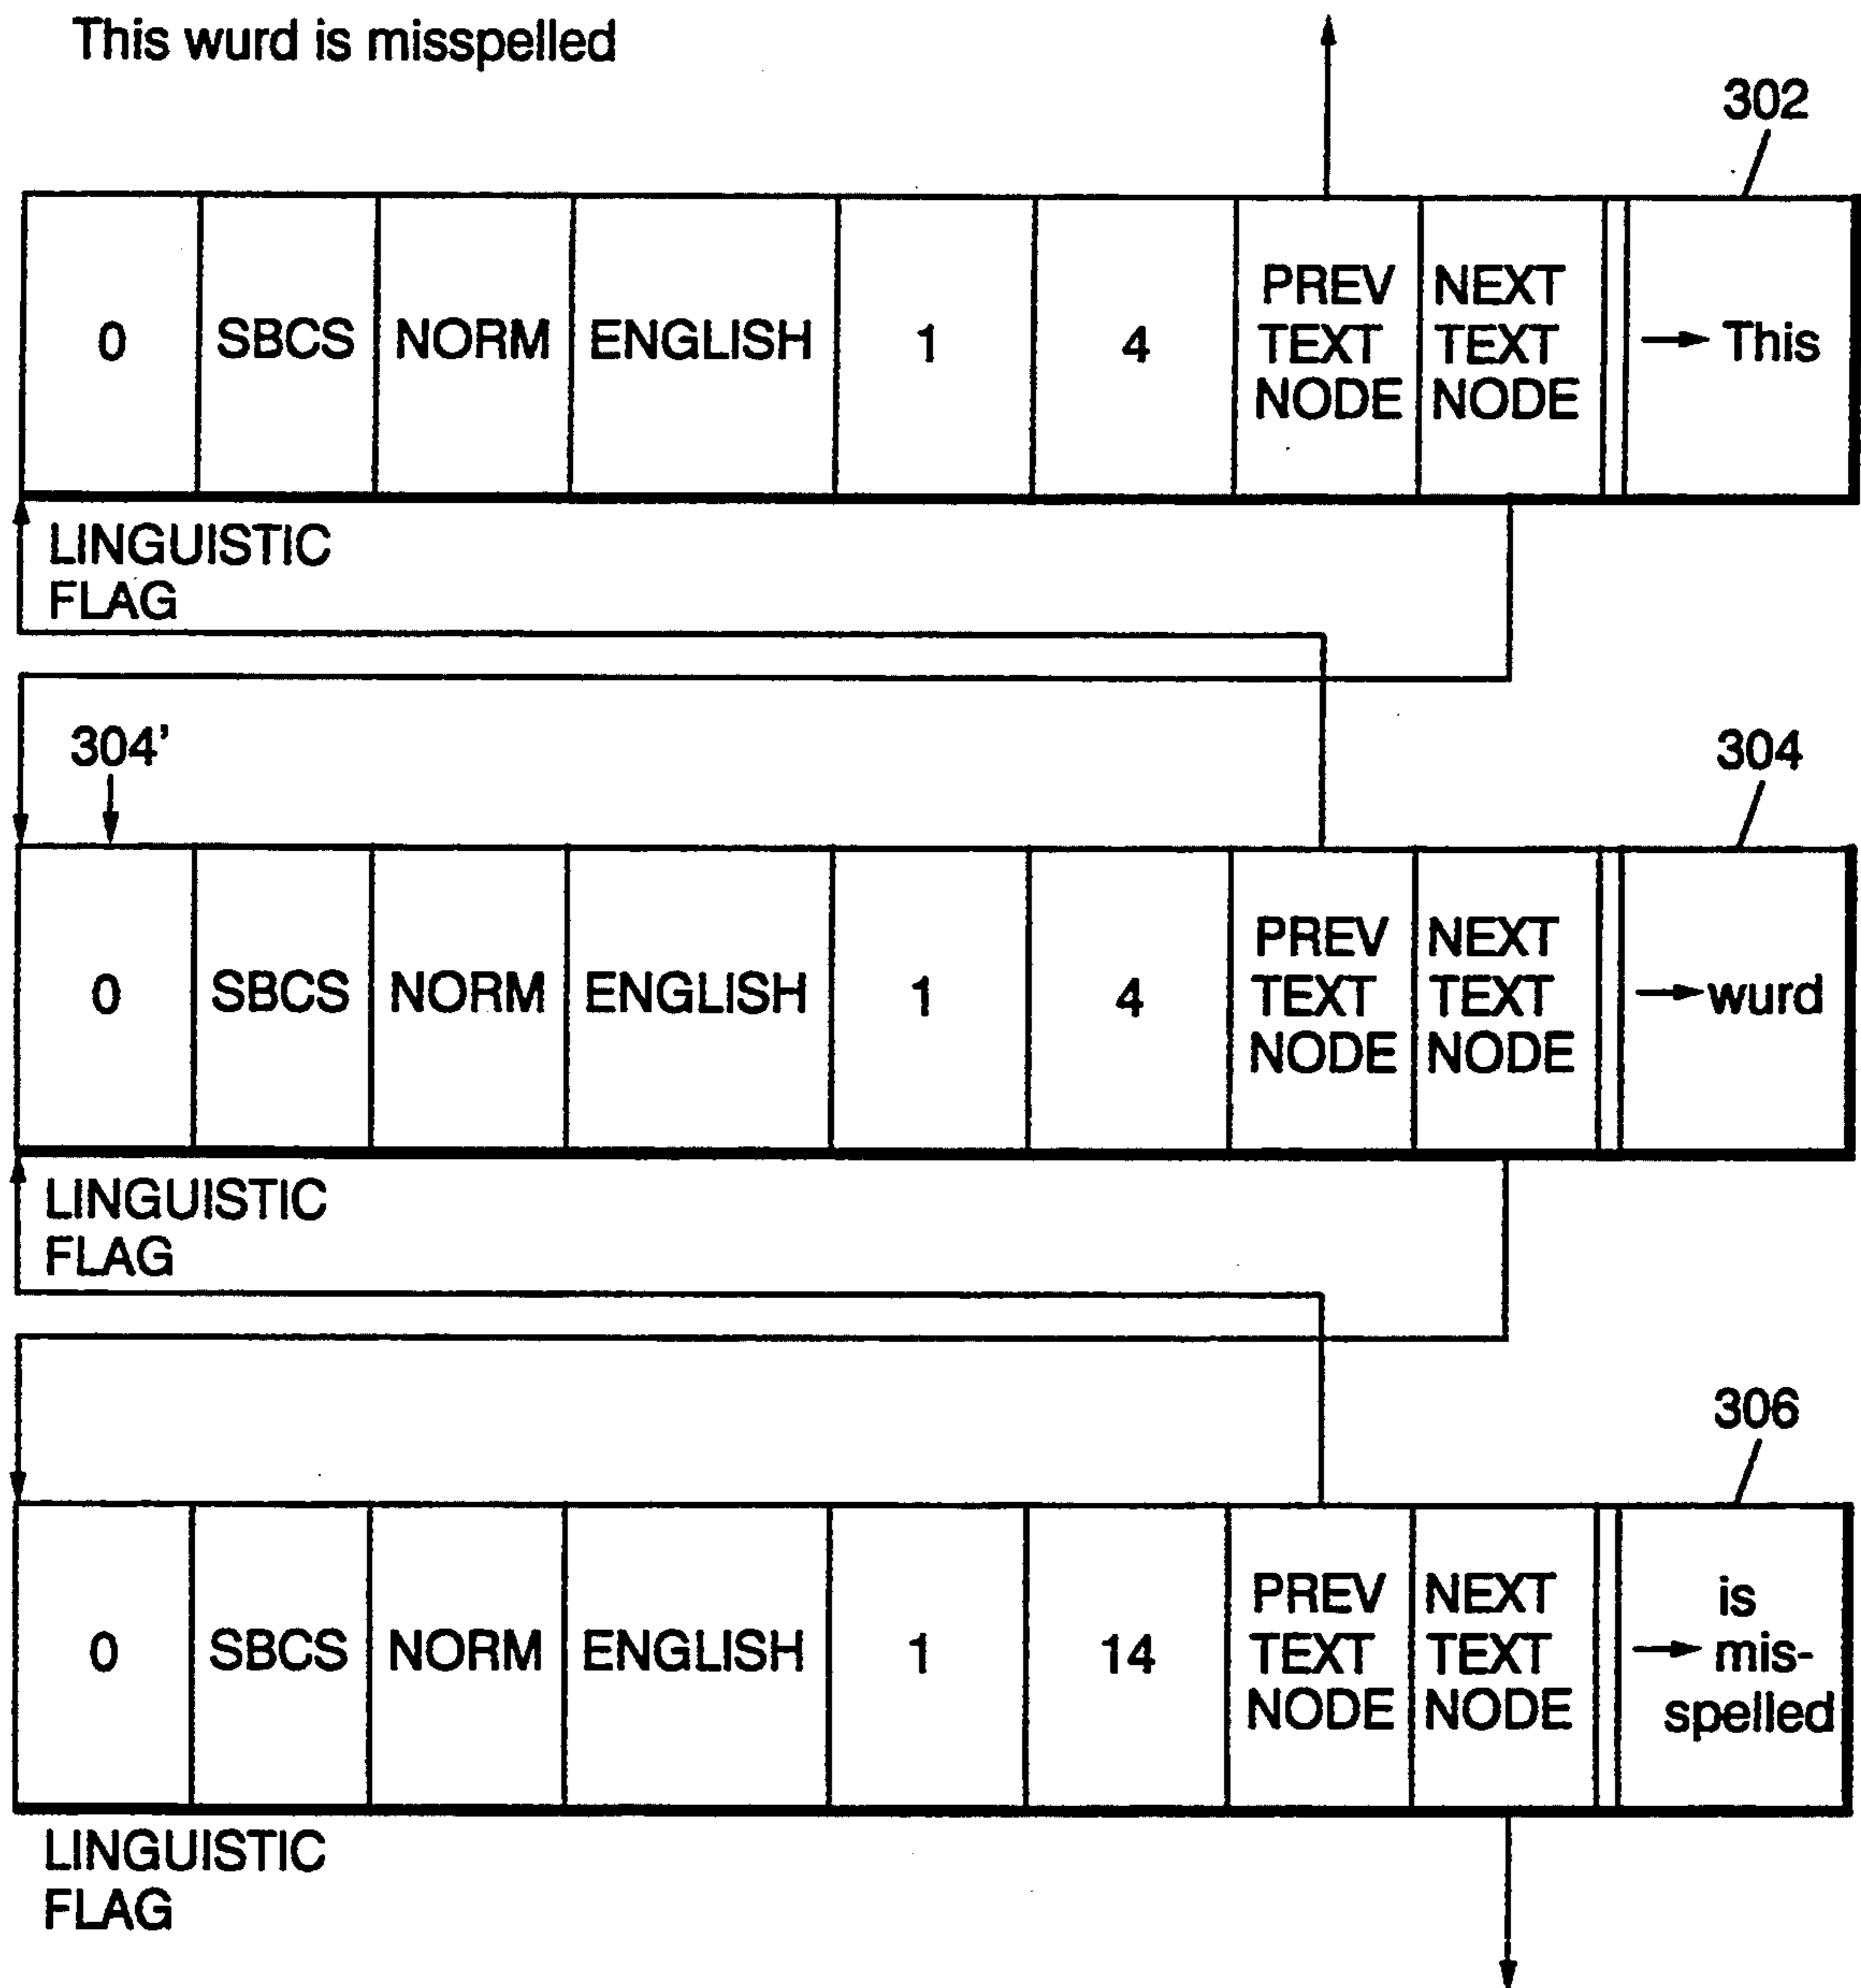 This wurd is misspelled
302
0 SBCS NORM ENGLISH 1 4 PREV TEXT NODE NEXT TEXT NODE → This
LINGUISTIC
FLAG
304'
304
0 SBCS NORM ENGLISH 1 4 PREV TEXT NODE NEXT TEXT NODE → wurd
LINGUISTIC
FLAG
306
0 SBCS NORM ENGLISH 1 14 PREV TEXT NODE NEXT TEXT NODE → is mis-spelled
LINGUISTIC
FLAG